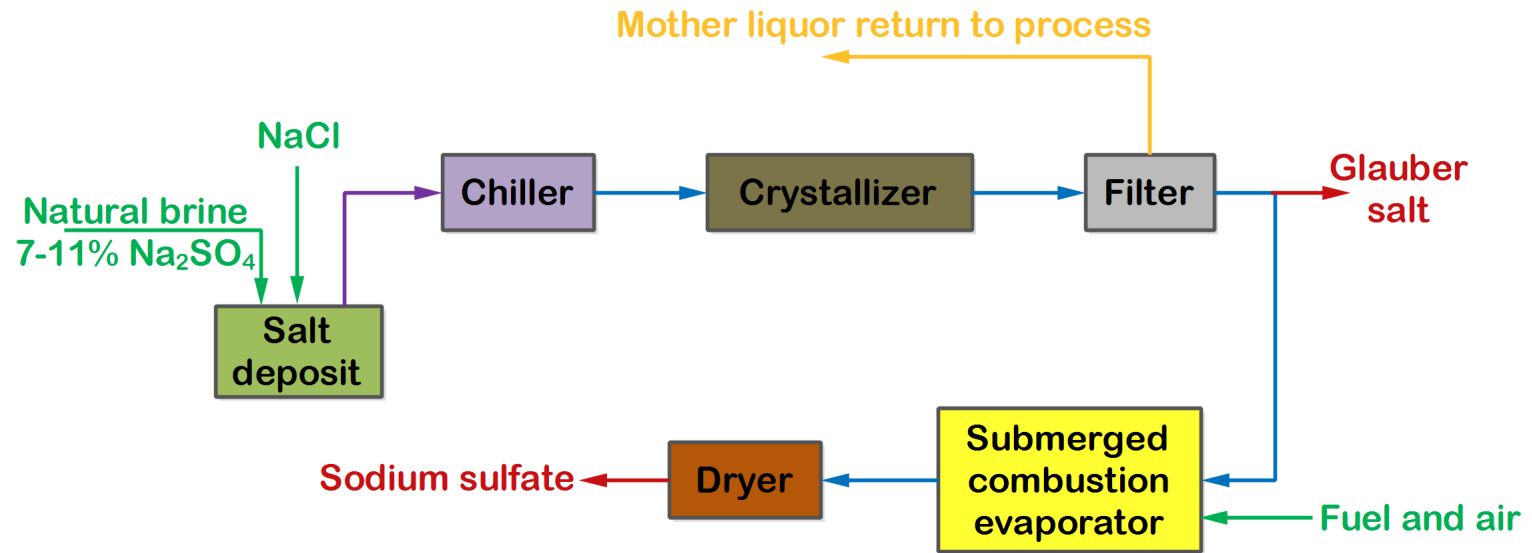 Mother liquor return to process
NaCl
Natural brine
7-11% Na₂SO₄
Chiller
Crystallizer
Filter
Glauber
salt
Salt
deposit
Submerged
combustion
evaporator
Dryer
Sodium sulfate
Fuel and air